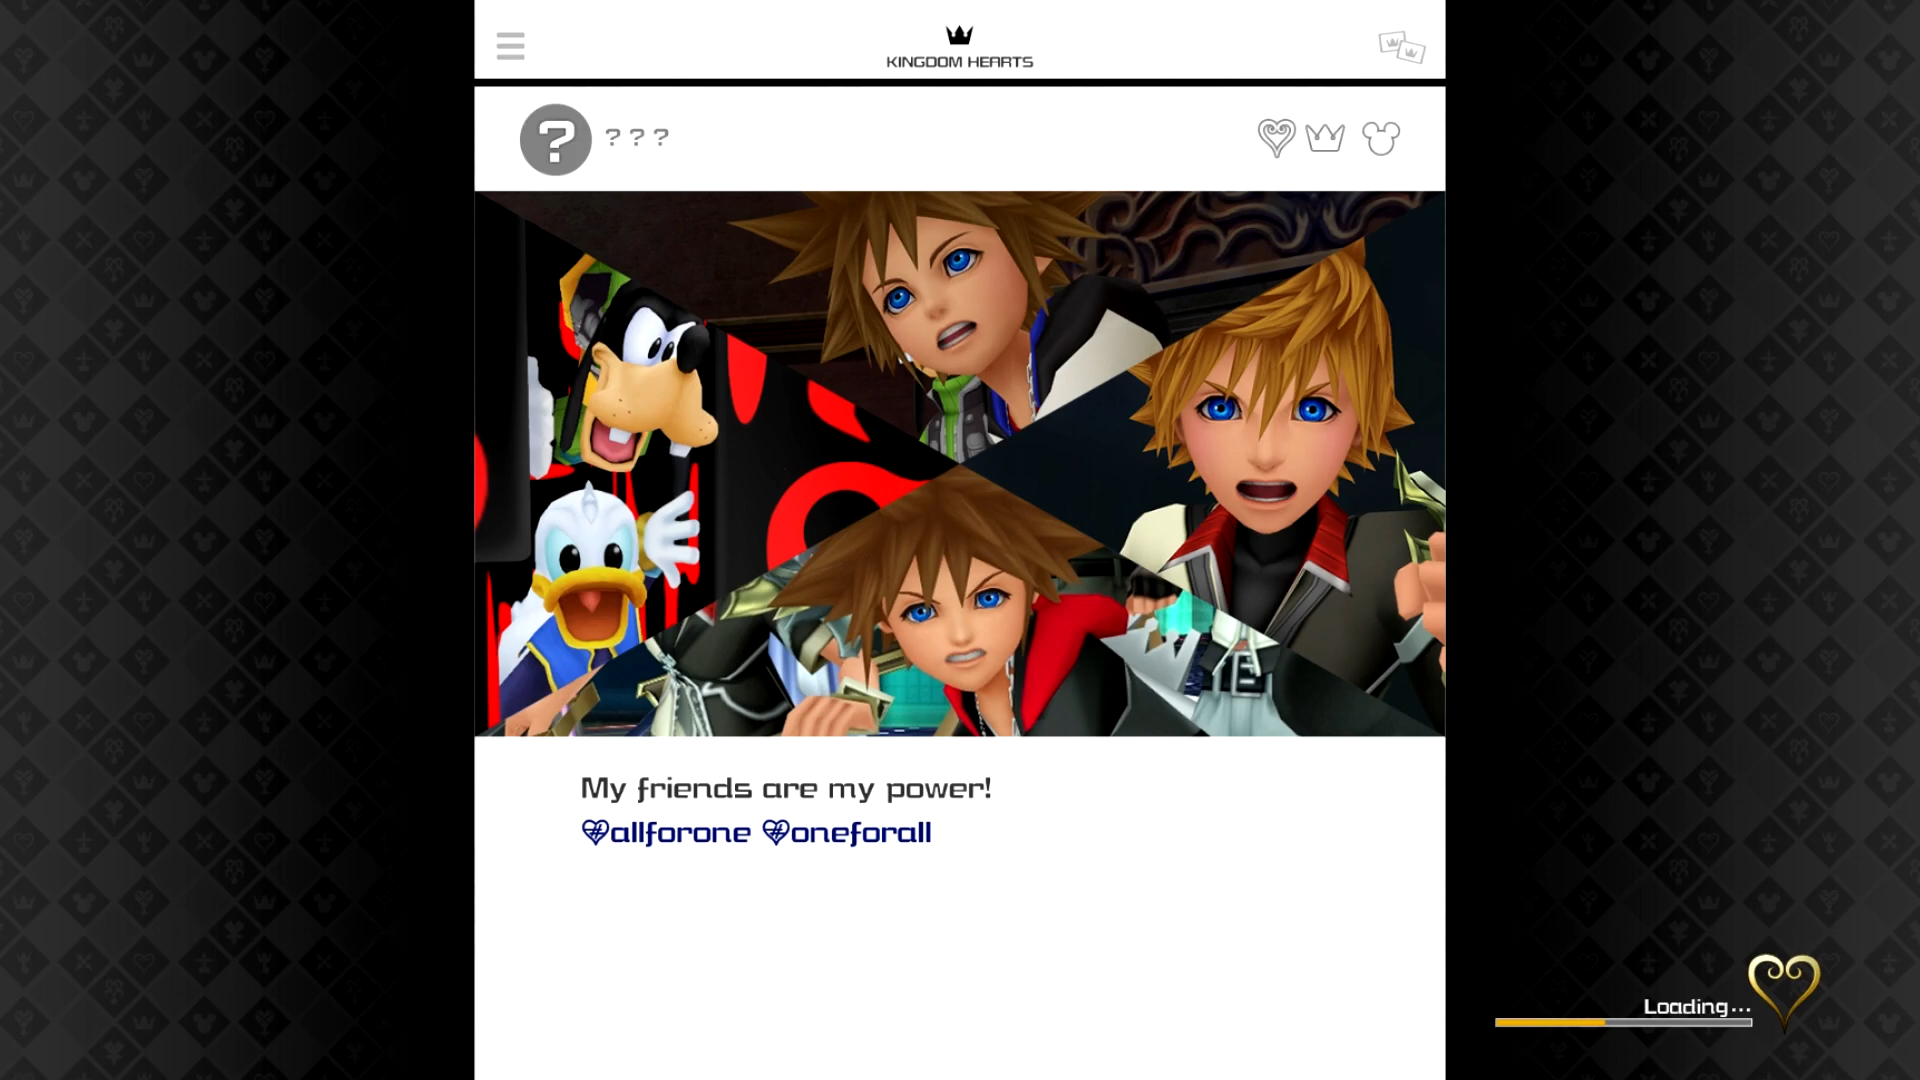 KINGDOM HEARTS
? ? ? ?
My friends are my power!
#allforone #oneforall
Loading...